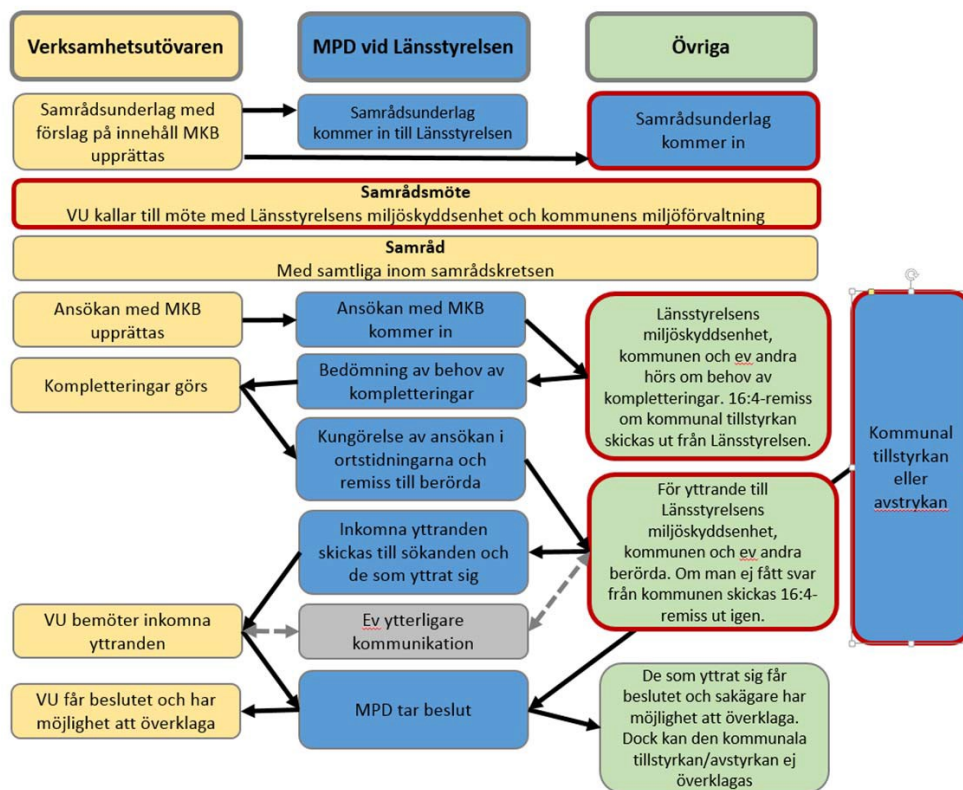 Verksamhetsutövaren
MPD vid Länsstyrelsen
Övriga
Samrådsunderlag med
förslag på innehåll MKB
upprättas
Samrådsunderlag
kommer in till Länsstyrelsen
Samrådsunderlag
kommer in
Samrådsmöte
VU kallar till möte med Länsstyrelsens miljöskyddsenhet och kommunens miljöförvaltning
Samråd
Med samtliga inom samrådskretsen
Ansökan med MKB
upprättas
Ansökan med MKB
kommer in
Länsstyrelsens
miljöskyddsenhet,
kommunen och ev andra
hörs om behov av
kompletteringar. 16:4-remiss
om kommunal tillstyrkan
skickas ut från Länsstyrelsen.
Kompletteringar görs
Bedömning av behov av
kompletteringar
Kungörelse av ansökan i
ortstidningarna och
remiss till berörda
Kommunal
tillstyrkan
eller
avstrykan
För yttrande till
Länsstyrelsens
miljöskyddsenhet,
kommunen och ev andra
berörda. Om man ej fått svar
från kommunen skickas 16:4-
remiss ut igen.
Inkomna yttranden
skickas till sökanden och
de som yttrat sig
VU bemöter inkomna
yttranden
Ev ytterligare
kommunikation
VU får beslutet och har
möjlighet att överklaga
MPD tar beslut
De som yttrat sig får
beslutet och sakägare har
möjlighet att överklaga.
Dock kan den kommunala
tillstyrkan/avstyrkan ej
överklagas